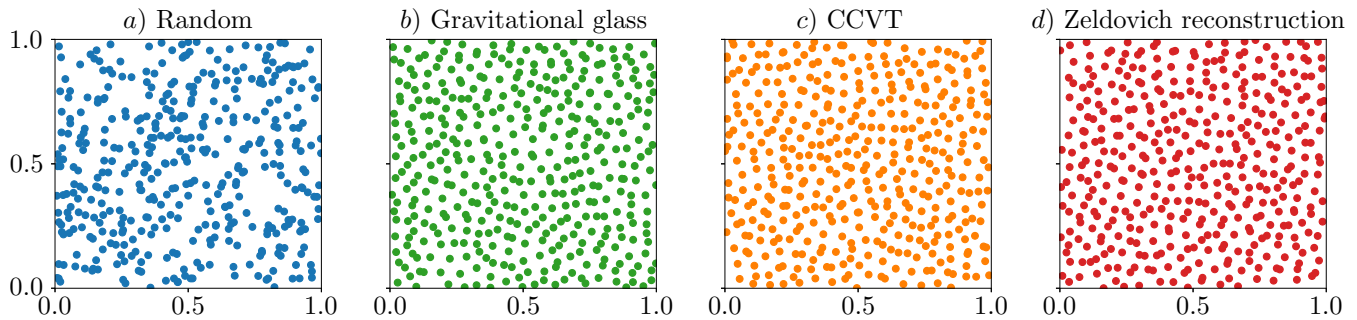 a) Random
b) Gravitational glass
c) CCVT
d) Zeldovich reconstruction
1.0
0.5
0.0
0.0 0.5 1.0
0.0 0.5 1.0
0.0 0.5 1.0
0.0 0.5 1.0